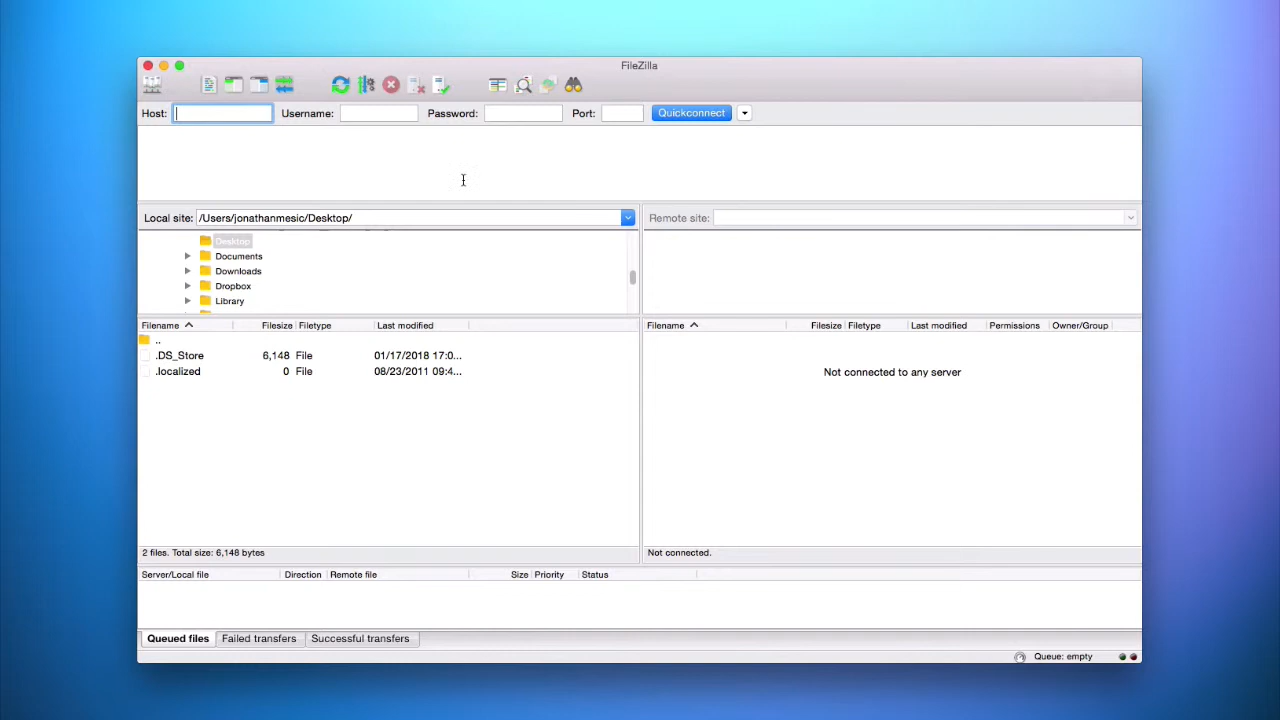 FileZilla
Host: Username: Password: Port: Quickconnect
Local site: /Users/jonathanmesic/Desktop/ Remote site:
Desktop
Documents
Downloads
Dropbox
Library
Filename Filesize Filetype Last modified Filename Filesize Filetype Last modified Permissions Owner/Group
..
.DS_Store 6,148 File 01/17/2018 17:0...
.localized 0 File 08/23/2011 09:4... Not connected to any server
2 files. Total size: 6,148 bytes Not connected.
Server/Local file Direction Remote file Size Priority Status
Queued files Failed transfers Successful transfers
Queue: empty